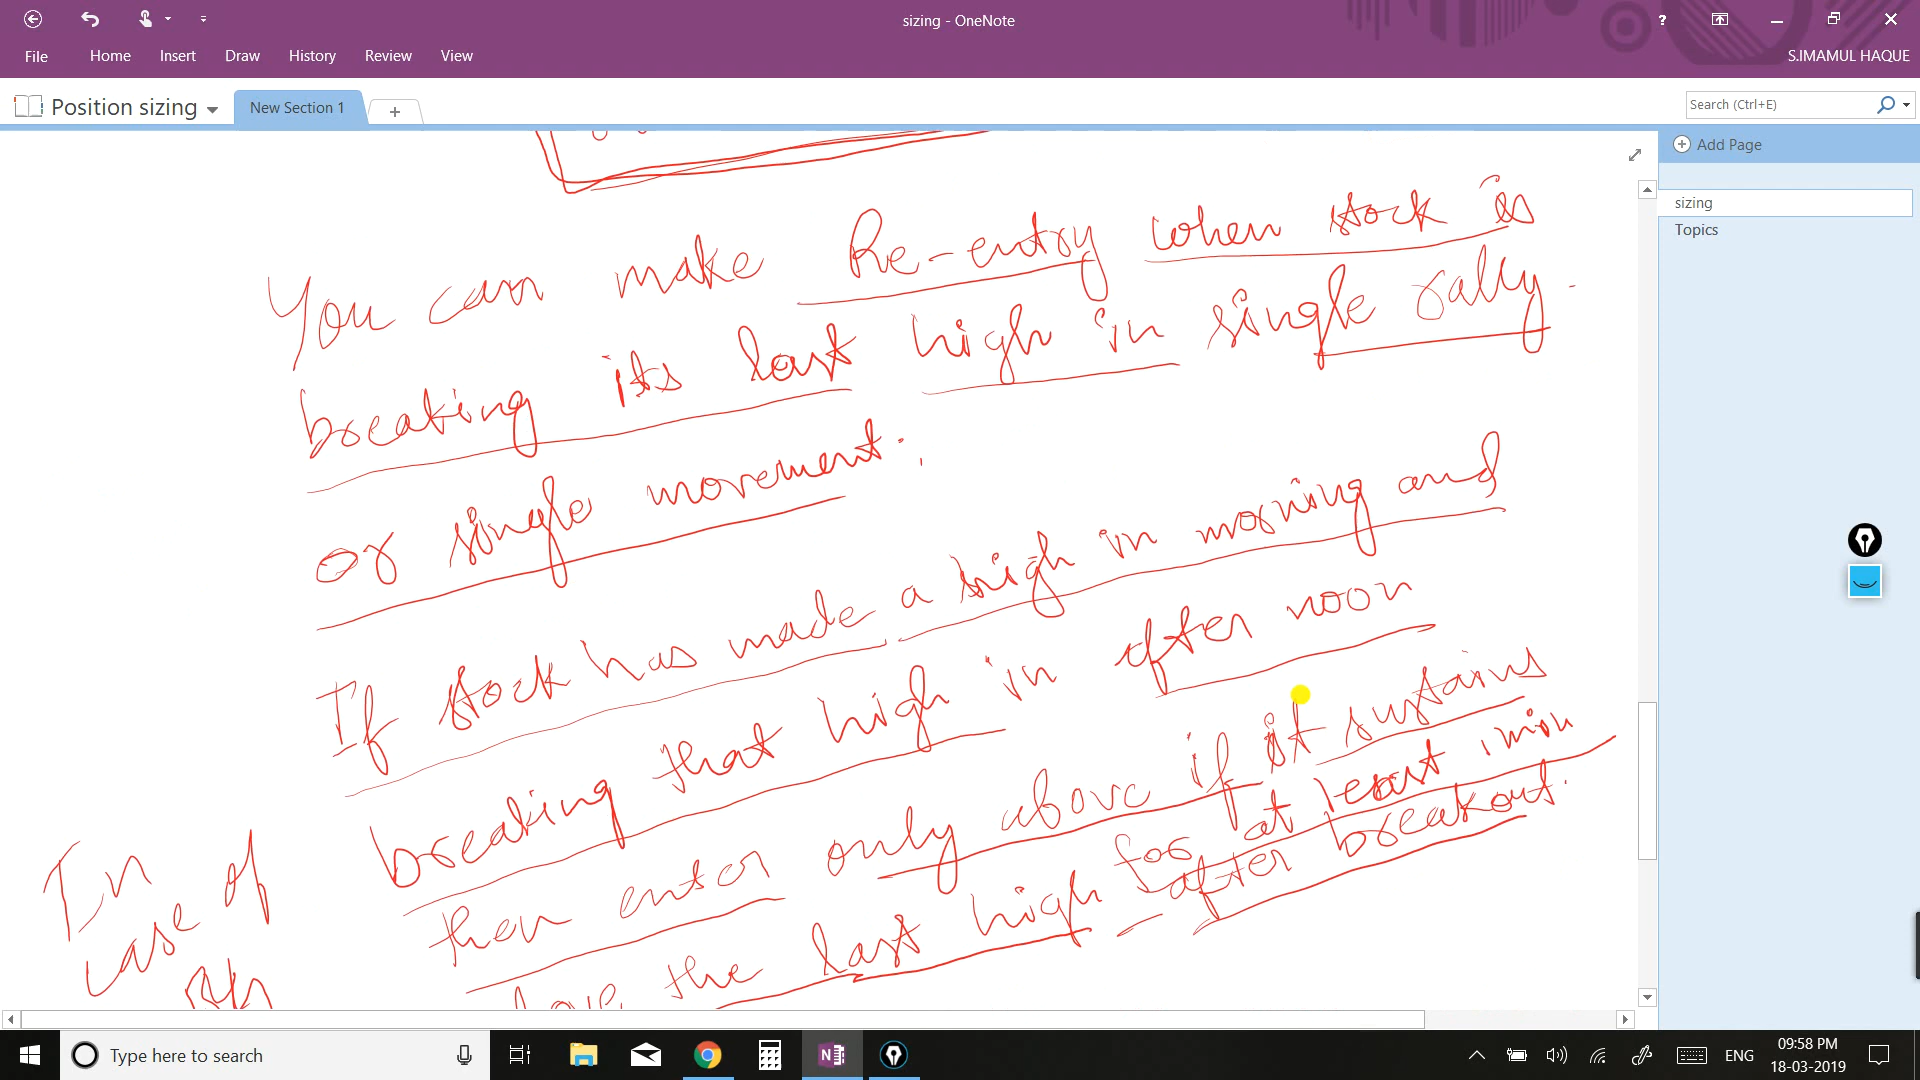 sizing - OneNote
?
File
Home
Insert
Draw
History
Review
View
S.IMAMUL HAQUE
Position sizing
New Section 1
+
Search (Ctrl+E)
Add Page
sizing
Topics
You can make Re-entry when stock is
breaking its last high in single rally.
or single movement.
If stock has made a high in morning and
breaking that high in after noon
then enter only above if it sustains
the last high for at least 1 min
after breakout.
In
case of
Type here to search
ENG
09:58 PM
18-03-2019